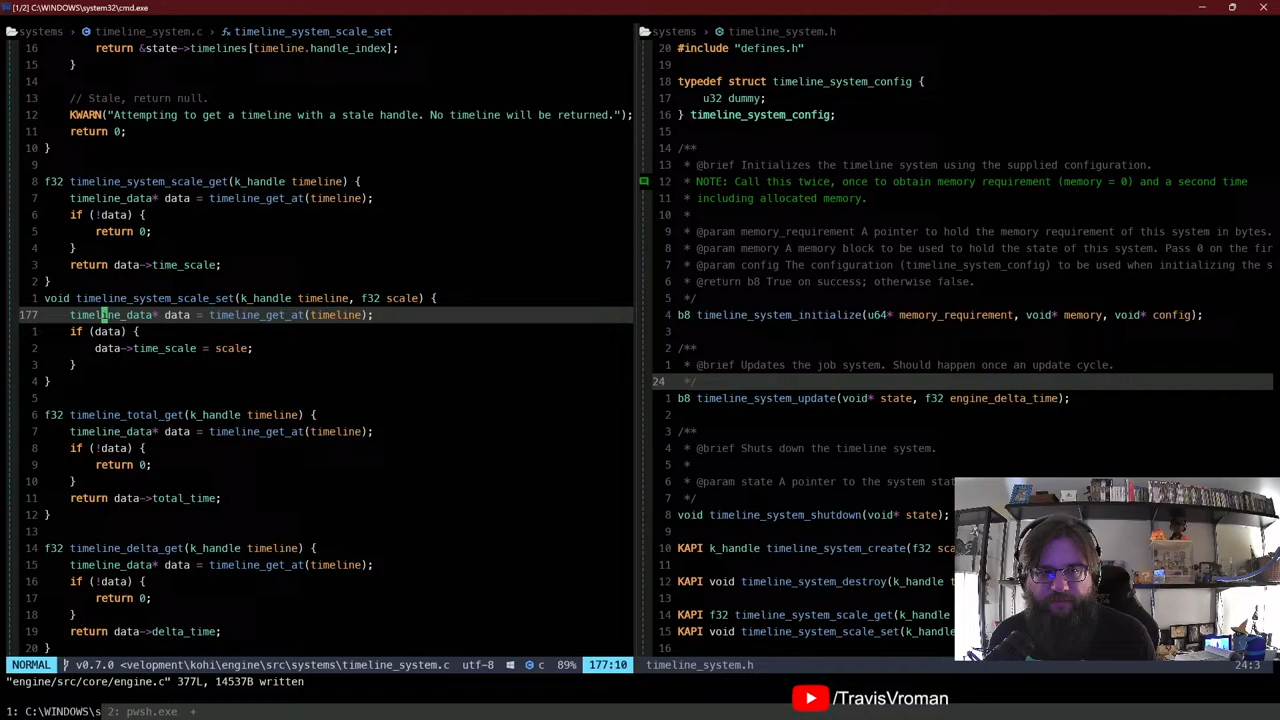 [1/2] C:\WINDOWS\system32\cmd.exe
systems > timeline_system.c > timeline_system_scale_set
16 return &state->timelines[timeline.handle_index];
15 }
14
13 // Stale, return null.
12 KWARN("Attempting to get a timeline with a stale handle. No timeline will be returned.");
11 return 0;
10 }
9
8 f32 timeline_system_scale_get(k_handle timeline) {
7 timeline_data* data = timeline_get_at(timeline);
6 if (!data) {
5 return 0;
4 }
3 return data->time_scale;
2 }
1 void timeline_system_scale_set(k_handle timeline, f32 scale) {
177 timeline_data* data = timeline_get_at(timeline);
1 if (data) {
2 data->time_scale = scale;
3 }
4 }
5
6 f32 timeline_total_get(k_handle timeline) {
7 timeline_data* data = timeline_get_at(timeline);
8 if (!data) {
9 return 0;
10 }
11 return data->total_time;
12 }
13
14 f32 timeline_delta_get(k_handle timeline) {
15 timeline_data* data = timeline_get_at(timeline);
16 if (!data) {
17 return 0;
18 }
19 return data->delta_time;
20 }
NORMAL v0.7.0 <velopment\kohi\engine\src\systems\timeline_system.c utf-8 c 89% 177:10
systems > timeline_system.h
20 #include "defines.h"
19
18 typedef struct timeline_system_config {
17 u32 dummy;
16 } timeline_system_config;
15
14 /**
13 * @brief Initializes the timeline system using the supplied configuration.
12 * NOTE: Call this twice, once to obtain memory requirement (memory = 0) and a second time
11 * including allocated memory.
10 *
9 * @param memory_requirement A pointer to hold the memory requirement of this system in bytes.
8 * @param memory A memory block to be used to hold the state of this system. Pass 0 on the fir
7 * @param config The configuration (timeline_system_config) to be used when initializing the s
6 * @return b8 True on success; otherwise false.
5 */
4 b8 timeline_system_initialize(u64* memory_requirement, void* memory, void* config);
3
2 /**
1 * @brief Updates the job system. Should happen once an update cycle.
24 */
1 b8 timeline_system_update(void* state, f32 engine_delta_time);
2
3 /**
4 * @brief Shuts down the timeline system.
5 *
6 * @param state A pointer to the system stat
7 */
8 void timeline_system_shutdown(void* state);
9
10 KAPI k_handle timeline_system_create(f32 sca
11
12 KAPI void timeline_system_destroy(k_handle t
13
14 KAPI f32 timeline_system_scale_get(k_handle
15 KAPI void timeline_system_scale_set(k_handle
16
timeline_system.h 24:3
"engine/src/core/engine.c" 377L, 14537B written
/TravisVroman
1: C:\WINDOWS\s 2: pwsh.exe +